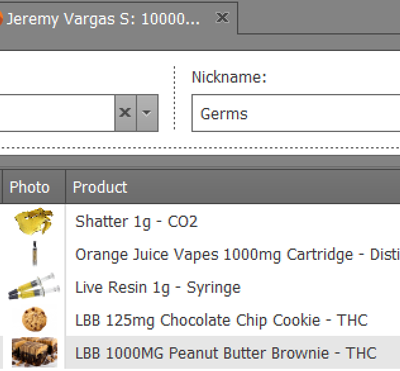 Jeremy Vargas S: 10000...
Nickname:
Germs
Photo Product
Shatter 1g - CO2
Orange Juice Vapes 1000mg Cartridge - Disti
Live Resin 1g - Syringe
LBB 125mg Chocolate Chip Cookie - THC
LBB 1000MG Peanut Butter Brownie - THC